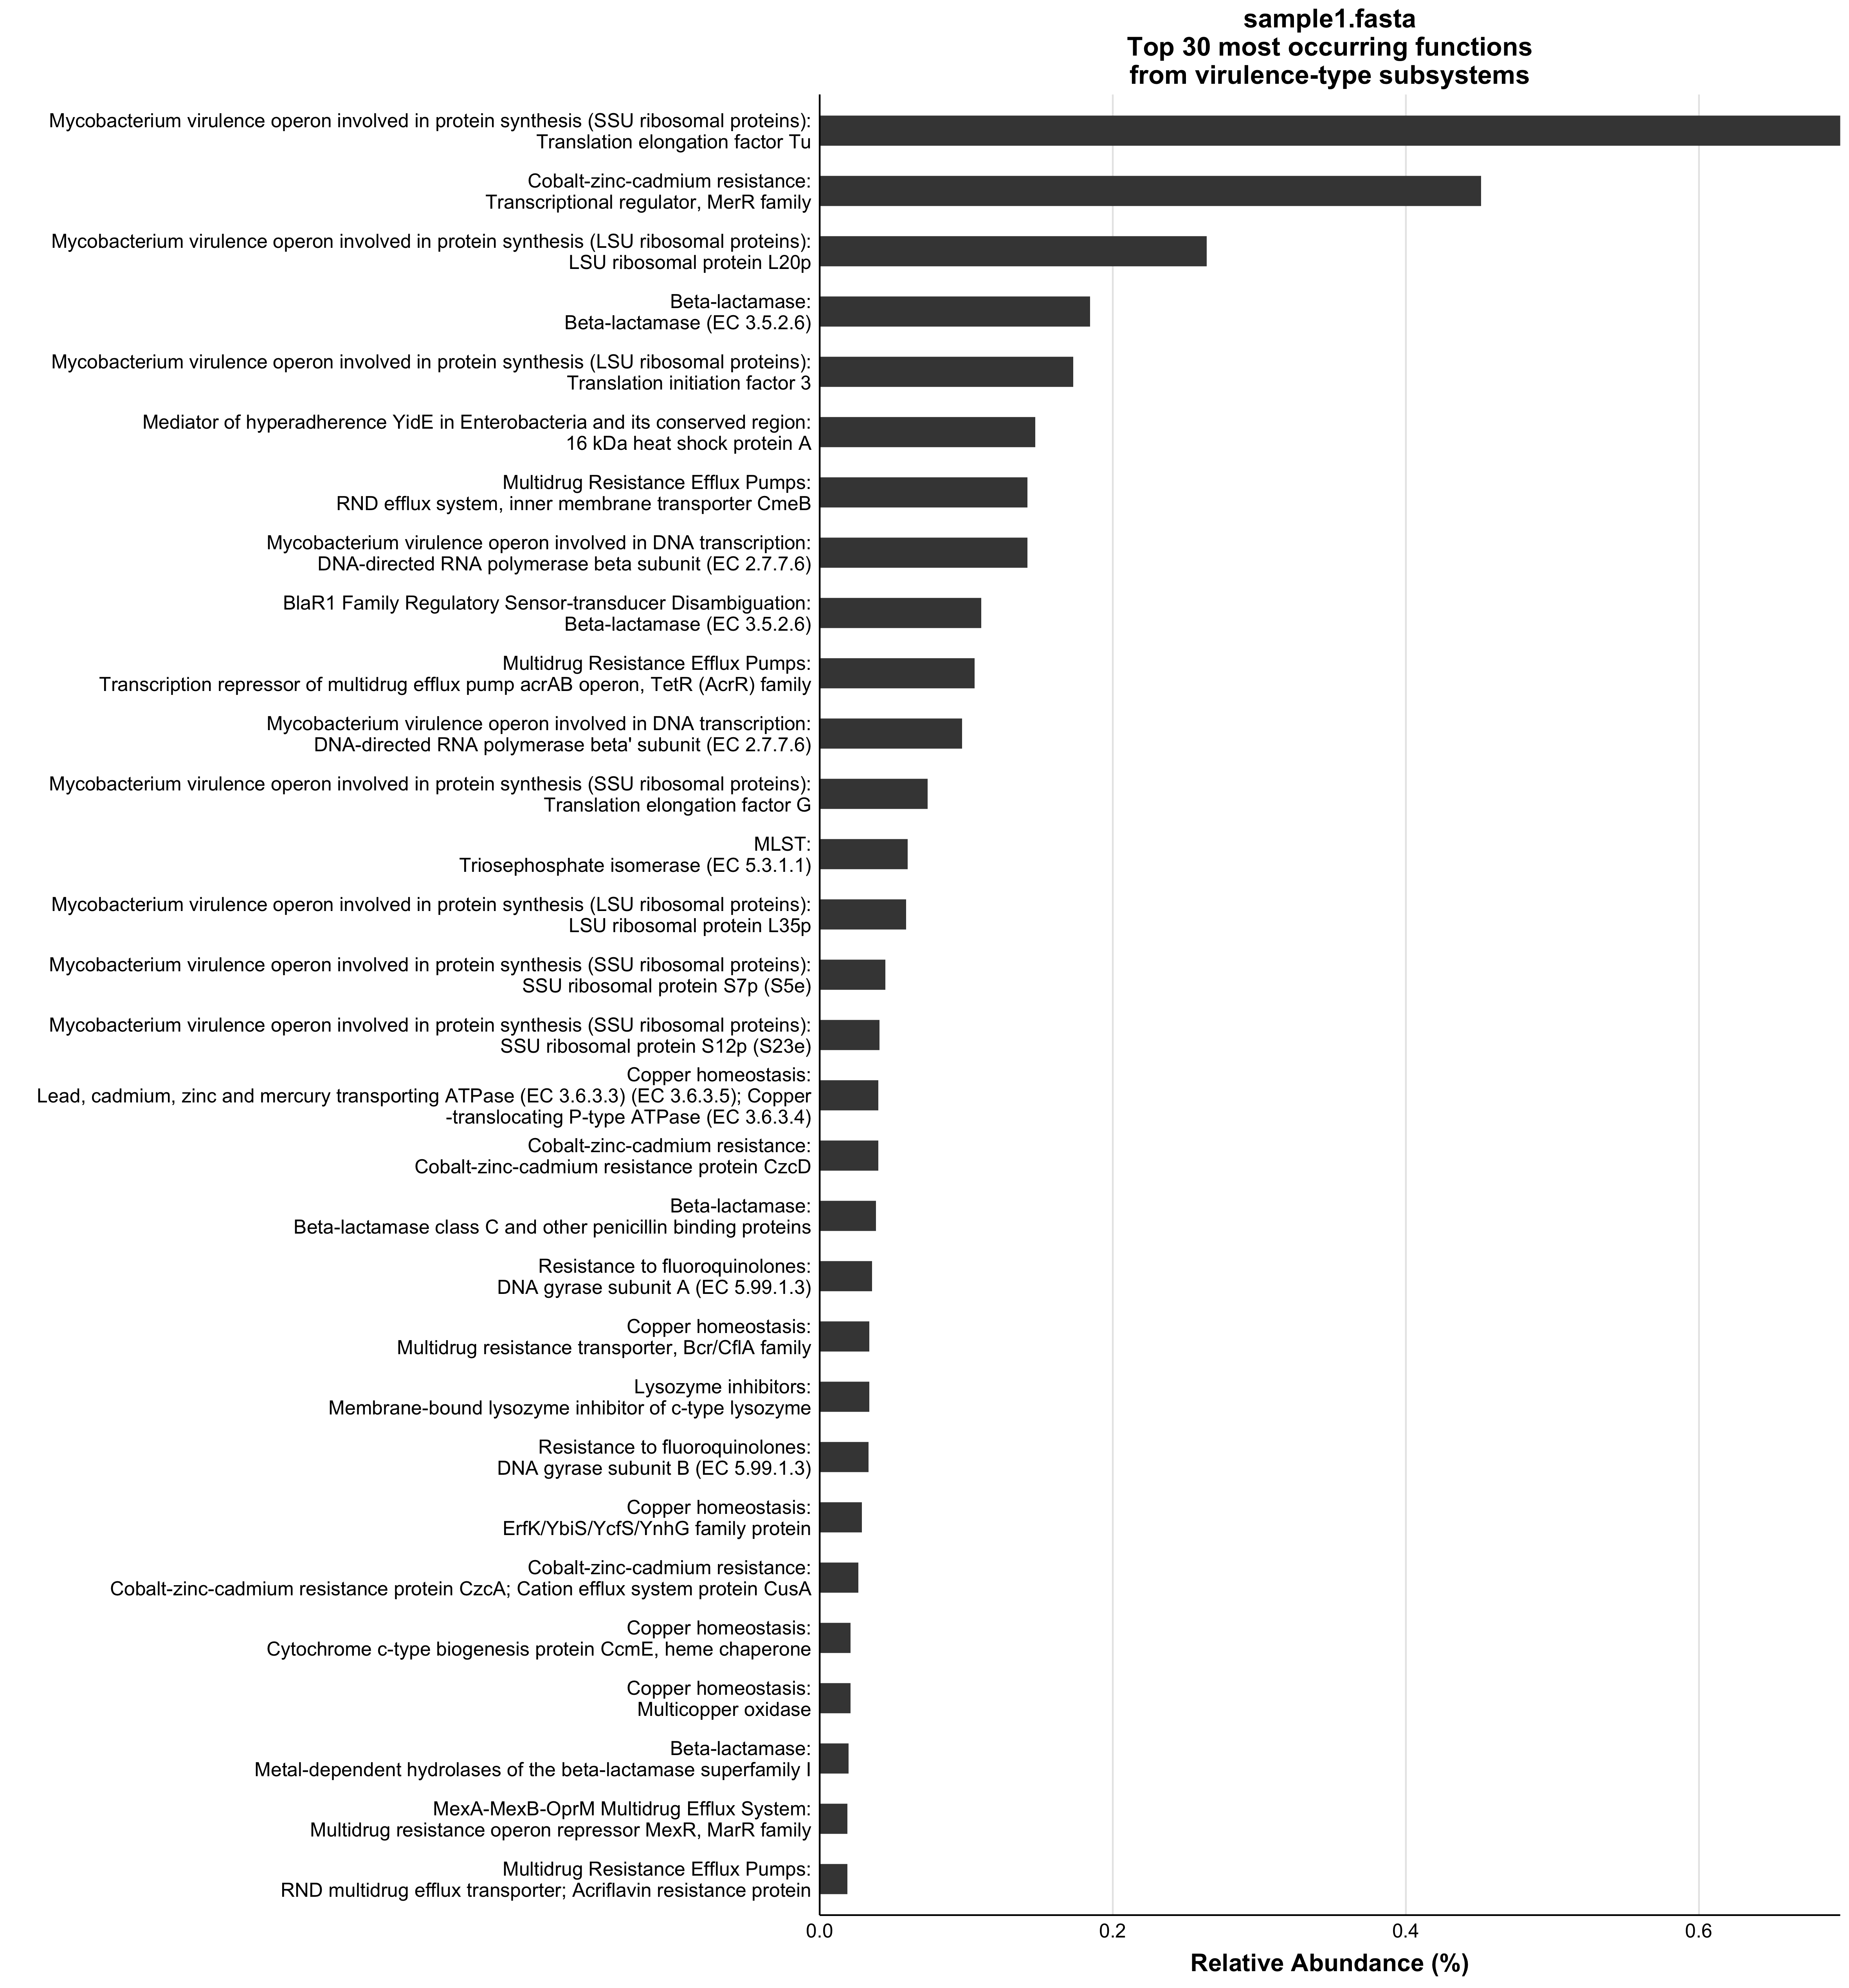 sample1.fasta
Top 30 most occurring functions
from virulence-type subsystems
Mycobacterium virulence operon involved in protein synthesis (SSU ribosomal proteins):
Translation elongation factor Tu
Cobalt-zinc-cadmium resistance:
Transcriptional regulator, MerR family
Mycobacterium virulence operon involved in protein synthesis (LSU ribosomal proteins):
LSU ribosomal protein L20p
Beta-lactamase:
Beta-lactamase (EC 3.5.2.6)
Mycobacterium virulence operon involved in protein synthesis (LSU ribosomal proteins):
Translation initiation factor 3
Mediator of hyperadherence YidE in Enterobacteria and its conserved region:
16 kDa heat shock protein A
Multidrug Resistance Efflux Pumps:
RND efflux system, inner membrane transporter CmeB
Mycobacterium virulence operon involved in DNA transcription:
DNA-directed RNA polymerase beta subunit (EC 2.7.7.6)
BlaR1 Family Regulatory Sensor-transducer Disambiguation:
Beta-lactamase (EC 3.5.2.6)
Multidrug Resistance Efflux Pumps:
Transcription repressor of multidrug efflux pump acrAB operon, TetR (AcrR) family
Mycobacterium virulence operon involved in DNA transcription:
DNA-directed RNA polymerase beta' subunit (EC 2.7.7.6)
Mycobacterium virulence operon involved in protein synthesis (SSU ribosomal proteins):
Translation elongation factor G
MLST:
Triosephosphate isomerase (EC 5.3.1.1)
Mycobacterium virulence operon involved in protein synthesis (LSU ribosomal proteins):
LSU ribosomal protein L35p
Mycobacterium virulence operon involved in protein synthesis (SSU ribosomal proteins):
SSU ribosomal protein S7p (S5e)
Mycobacterium virulence operon involved in protein synthesis (SSU ribosomal proteins):
SSU ribosomal protein S12p (S23e)
Copper homeostasis:
Lead, cadmium, zinc and mercury transporting ATPase (EC 3.6.3.3) (EC 3.6.3.5); Copper
-translocating P-type ATPase (EC 3.6.3.4)
Cobalt-zinc-cadmium resistance:
Cobalt-zinc-cadmium resistance protein CzcD
Beta-lactamase:
Beta-lactamase class C and other penicillin binding proteins
Resistance to fluoroquinolones:
DNA gyrase subunit A (EC 5.99.1.3)
Copper homeostasis:
Multidrug resistance transporter, Bcr/CflA family
Lysozyme inhibitors:
Membrane-bound lysozyme inhibitor of c-type lysozyme
Resistance to fluoroquinolones:
DNA gyrase subunit B (EC 5.99.1.3)
Copper homeostasis:
ErfK/YbiS/YcfS/YnhG family protein
Cobalt-zinc-cadmium resistance:
Cobalt-zinc-cadmium resistance protein CzcA; Cation efflux system protein CusA
Copper homeostasis:
Cytochrome c-type biogenesis protein CcmE, heme chaperone
Copper homeostasis:
Multicopper oxidase
Beta-lactamase:
Metal-dependent hydrolases of the beta-lactamase superfamily I
MexA-MexB-OprM Multidrug Efflux System:
Multidrug resistance operon repressor MexR, MarR family
Multidrug Resistance Efflux Pumps:
RND multidrug efflux transporter; Acriflavin resistance protein
0.0 0.2 0.4 0.6
Relative Abundance (%)